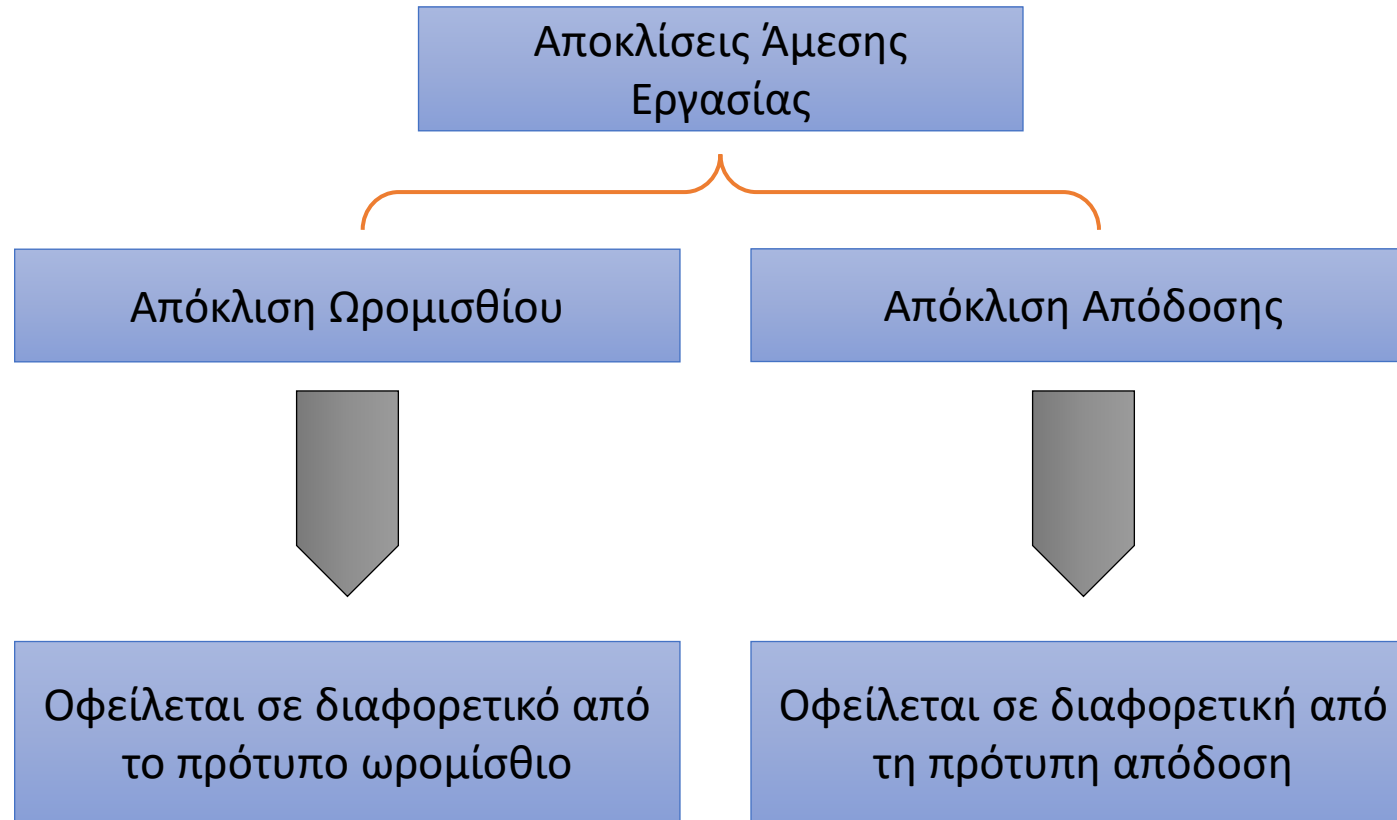 Αποκλίσεις Άμεσης
Εργασίας
Απόκλιση Ωρομισθίου
Απόκλιση Απόδοσης
Οφείλεται σε διαφορετικό από
το πρότυπο ωρομίσθιο
Οφείλεται σε διαφορετική από
τη πρότυπη απόδοση